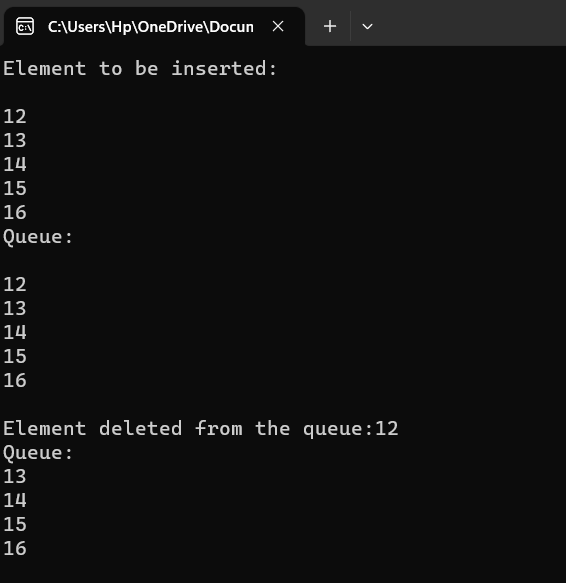 C:\Users\Hp\OneDrive\Docun
Element to be inserted:
12
13
14
15
16
Queue:
12
13
14
15
16
Element deleted from the queue:12
Queue:
13
14
15
16